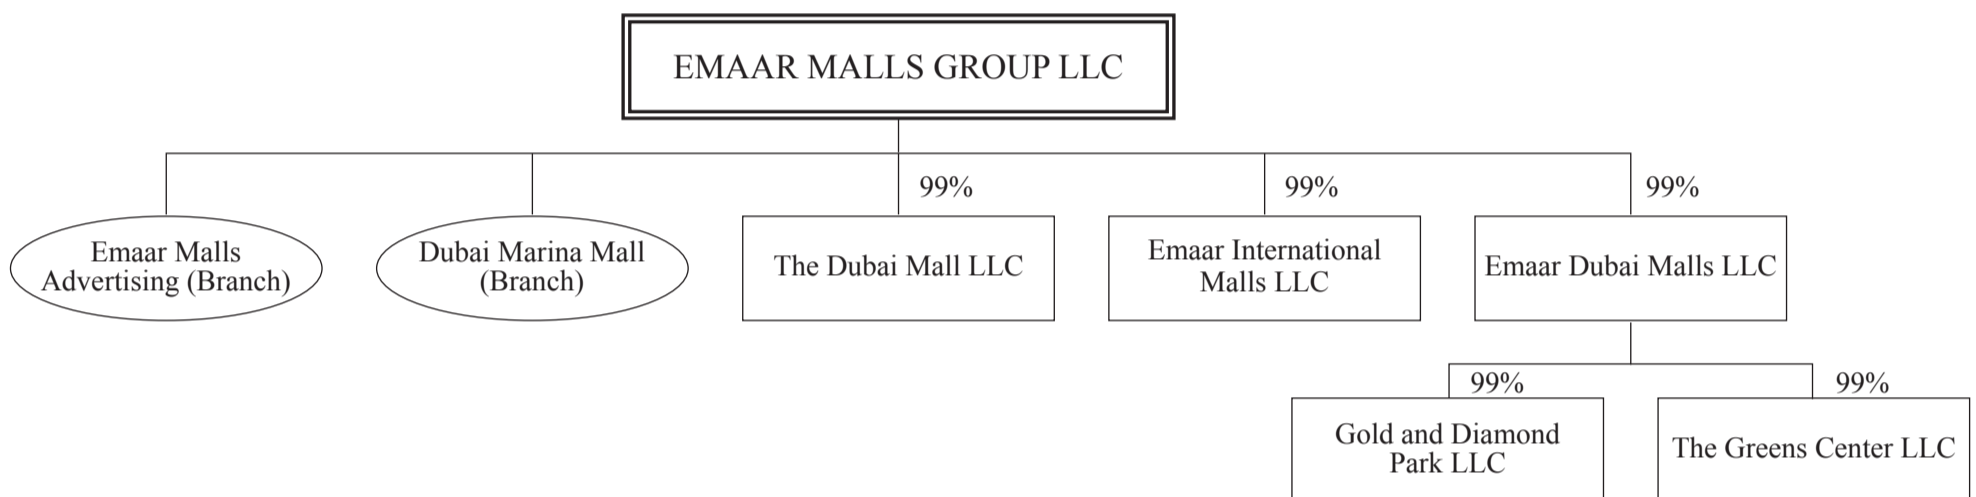 EMAAR MALLS GROUP LLC
99%
99%
99%
Emaar Malls
Advertising (Branch)
Dubai Marina Mall
(Branch)
The Dubai Mall LLC
Emaar International
Malls LLC
Emaar Dubai Malls LLC
99%
99%
Gold and Diamond
Park LLC
The Greens Center LLC